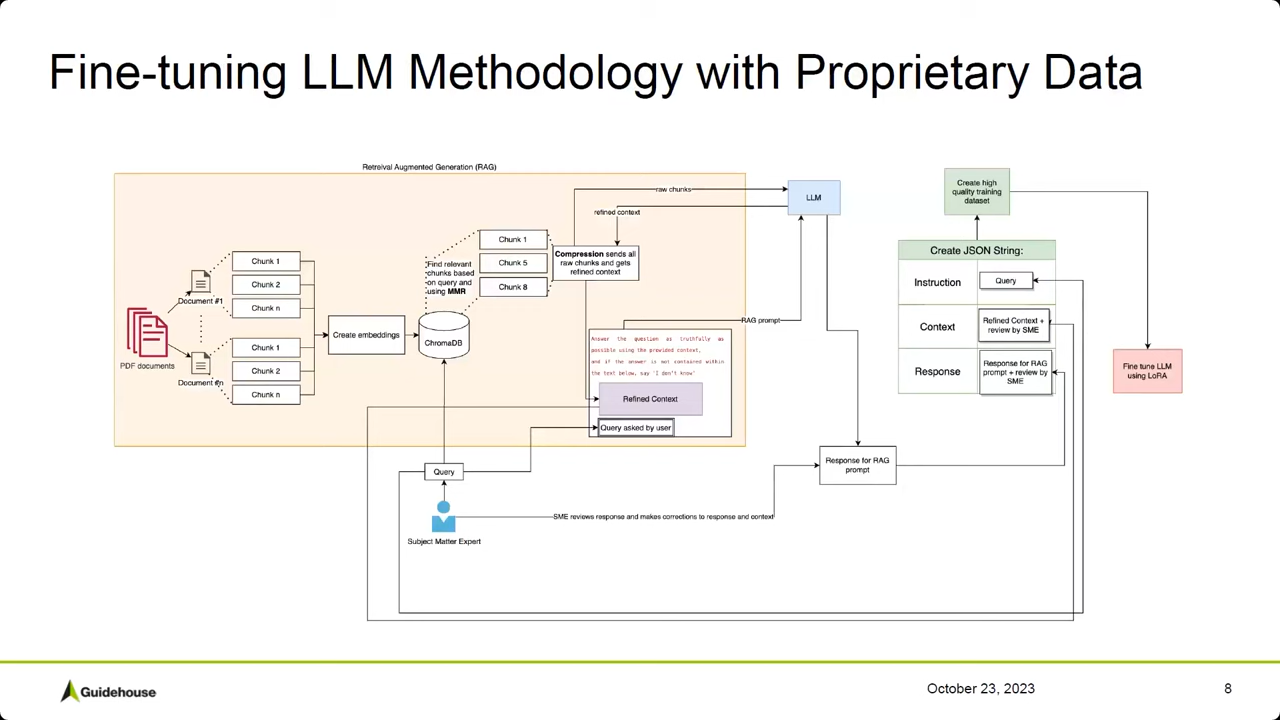 Fine-tuning LLM Methodology with Proprietary Data
Retreival Augmented Generation (RAG)
PDF documents
Document #1
Document #n
Chunk 1
Chunk 2
Chunk n
Chunk 1
Chunk 2
Chunk n
Create embeddings
ChromaDB
Find relevant
chunks based
on query and
using MMR
Chunk 1
Chunk 5
Chunk 8
raw chunks
refined context
Compression sends all
raw chunks and gets
refined context
LLM
RAG prompt
Answer the question as truthfully as
possible using the provided context,
and if the answer is not contained within
the text below, say 'I don't know'
Refined Context
Query asked by user
Query
Subject Matter Expert
SME reviews response and makes corrections to response and context
Response for RAG
prompt
Create high
quality training
dataset
Create JSON String:
Instruction
Query
Context
Refined Context +
review by SME
Response
Response for RAG
prompt + review by
SME
Fine tune LLM
using LoRA
Guidehouse
October 23, 2023
8